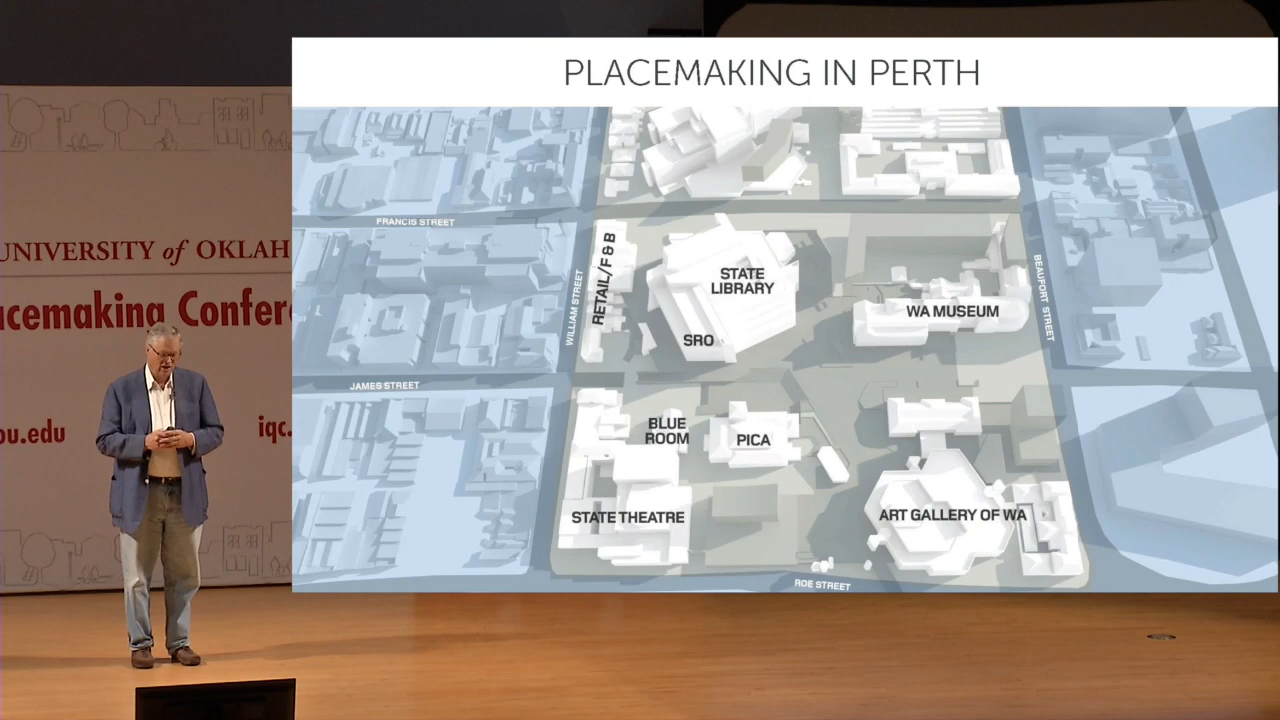 PLACEMAKING IN PERTH
UNIVERSITY of OKLAH
acemaking Confere
ou.edu
iqc.
FRANCIS STREET
WILLIAM STREET
RETAIL/F & B
STATE
LIBRARY
SRO
WA MUSEUM
BEAUFORT STREET
JAMES STREET
BLUE
ROOM
PICA
STATE THEATRE
ART GALLERY OF WA
ROE STREET